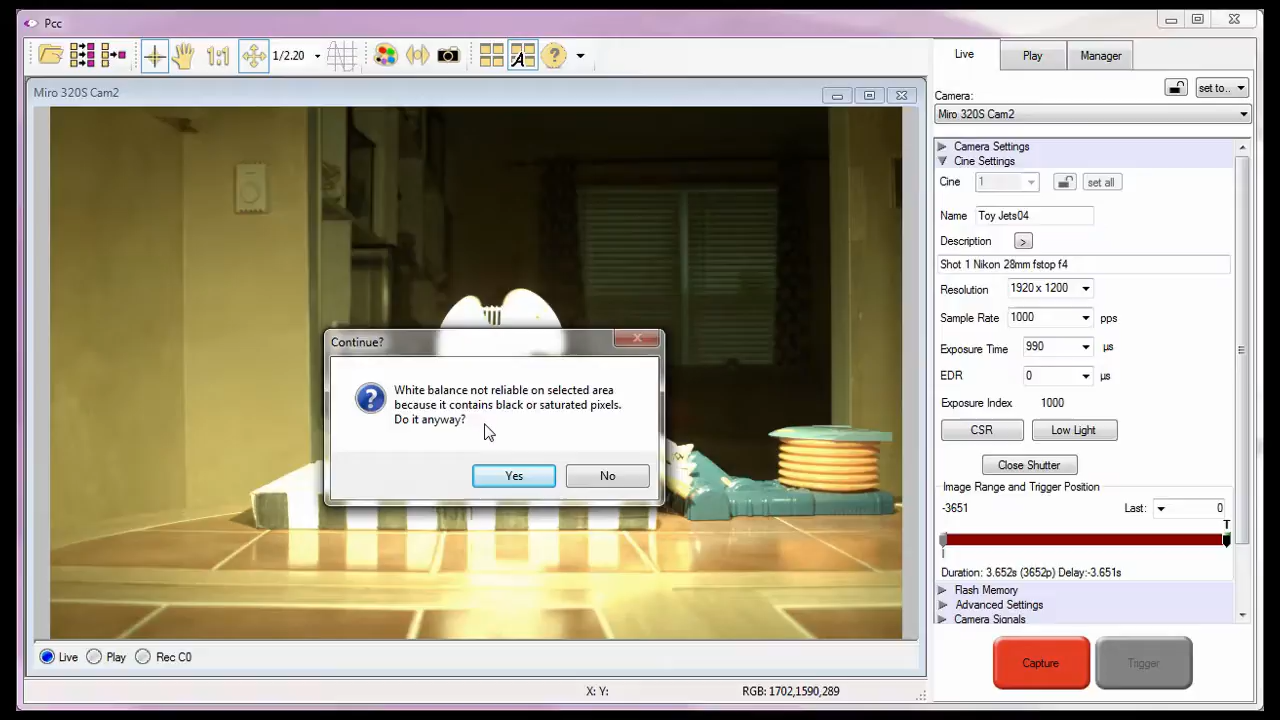 Pcc
1:1
1/2.20
A
?
Miro 320S Cam2
Continue?
White balance not reliable on selected area
because it contains black or saturated pixels.
Do it anyway?
Yes
No
Live
Play
Rec C0
X: Y:
RGB: 1702,1590,289
Live
Play
Manager
Camera:
set to..
Miro 320S Cam2
Camera Settings
Cine Settings
Cine
1
set all
Name
Toy Jets04
Description
>
Shot 1 Nikon 28mm fstop f4
Resolution
1920 x 1200
Sample Rate
1000
pps
Exposure Time
990
µs
EDR
0
µs
Exposure Index
1000
CSR
Low Light
Close Shutter
Image Range and Trigger Position
-3651
Last:
0
T
I
Duration: 3.652s (3652p) Delay:-3.651s
Flash Memory
Advanced Settings
Camera Signals
Capture
Trigger